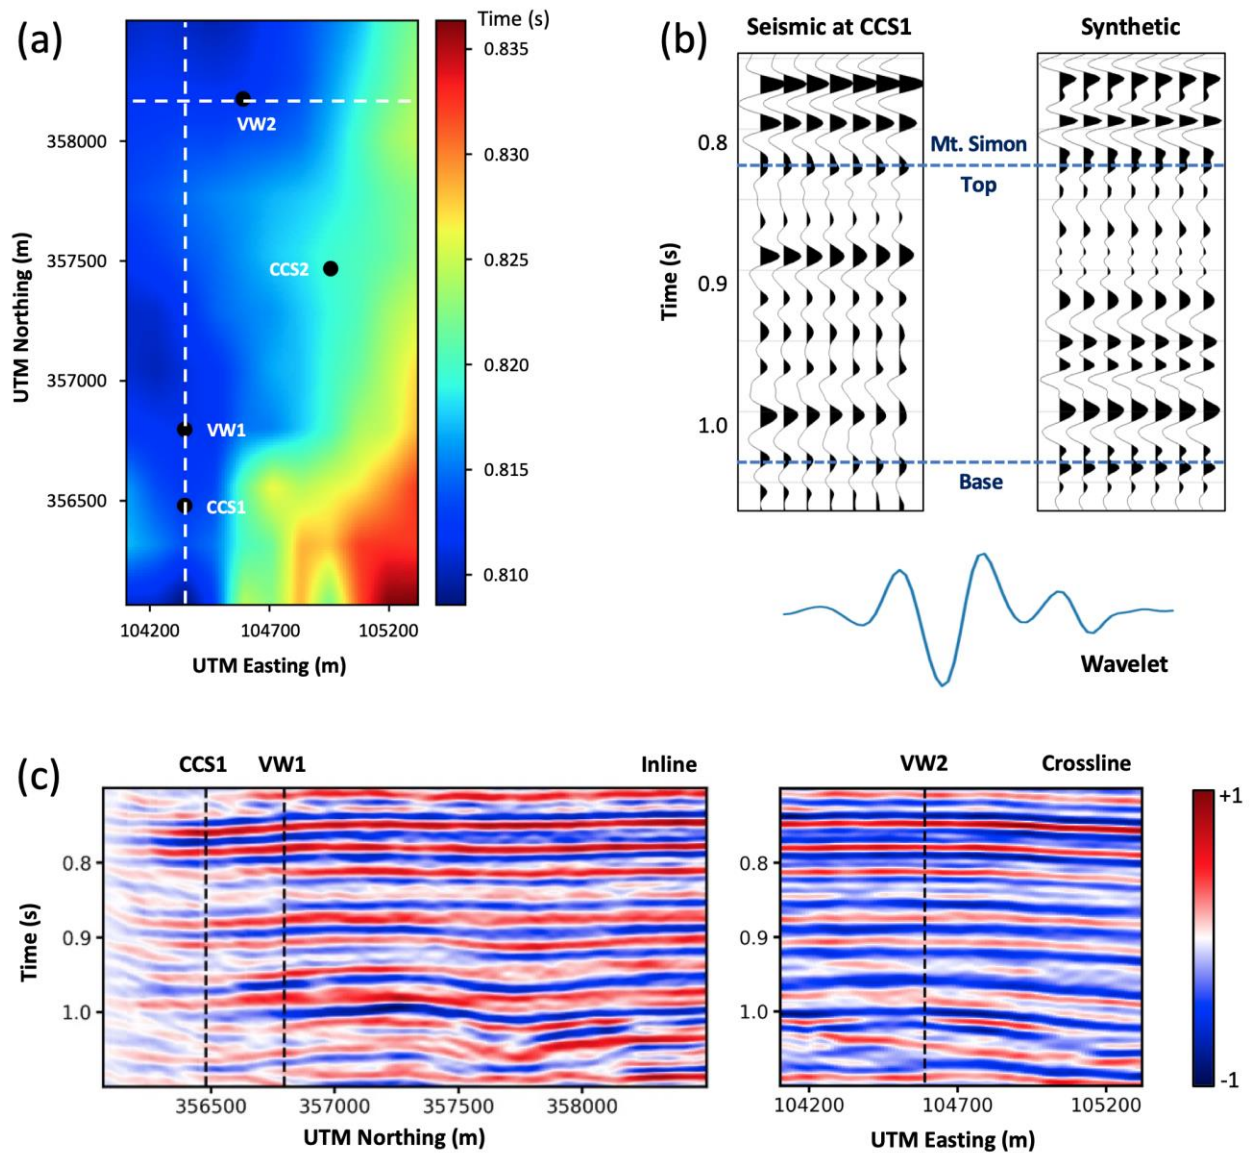 (a)
Time (s)
0.835
0.830
0.825
0.820
0.815
0.810
358000
357500
357000
356500
UTM Northing (m)
VW2
CCS2
VW1
CCS1
104200 104700 105200
UTM Easting (m)
(b)
Seismic at CCS1 Synthetic
0.8
0.9
1.0
Time (s)
Mt. Simon
Top
Base
Wavelet
(c)
CCS1 VW1 Inline
0.8
0.9
1.0
Time (s)
356500 357000 357500 358000
UTM Northing (m)
VW2 Crossline
0.8
0.9
1.0
104200 104700 105200
UTM Easting (m)
+1
-1